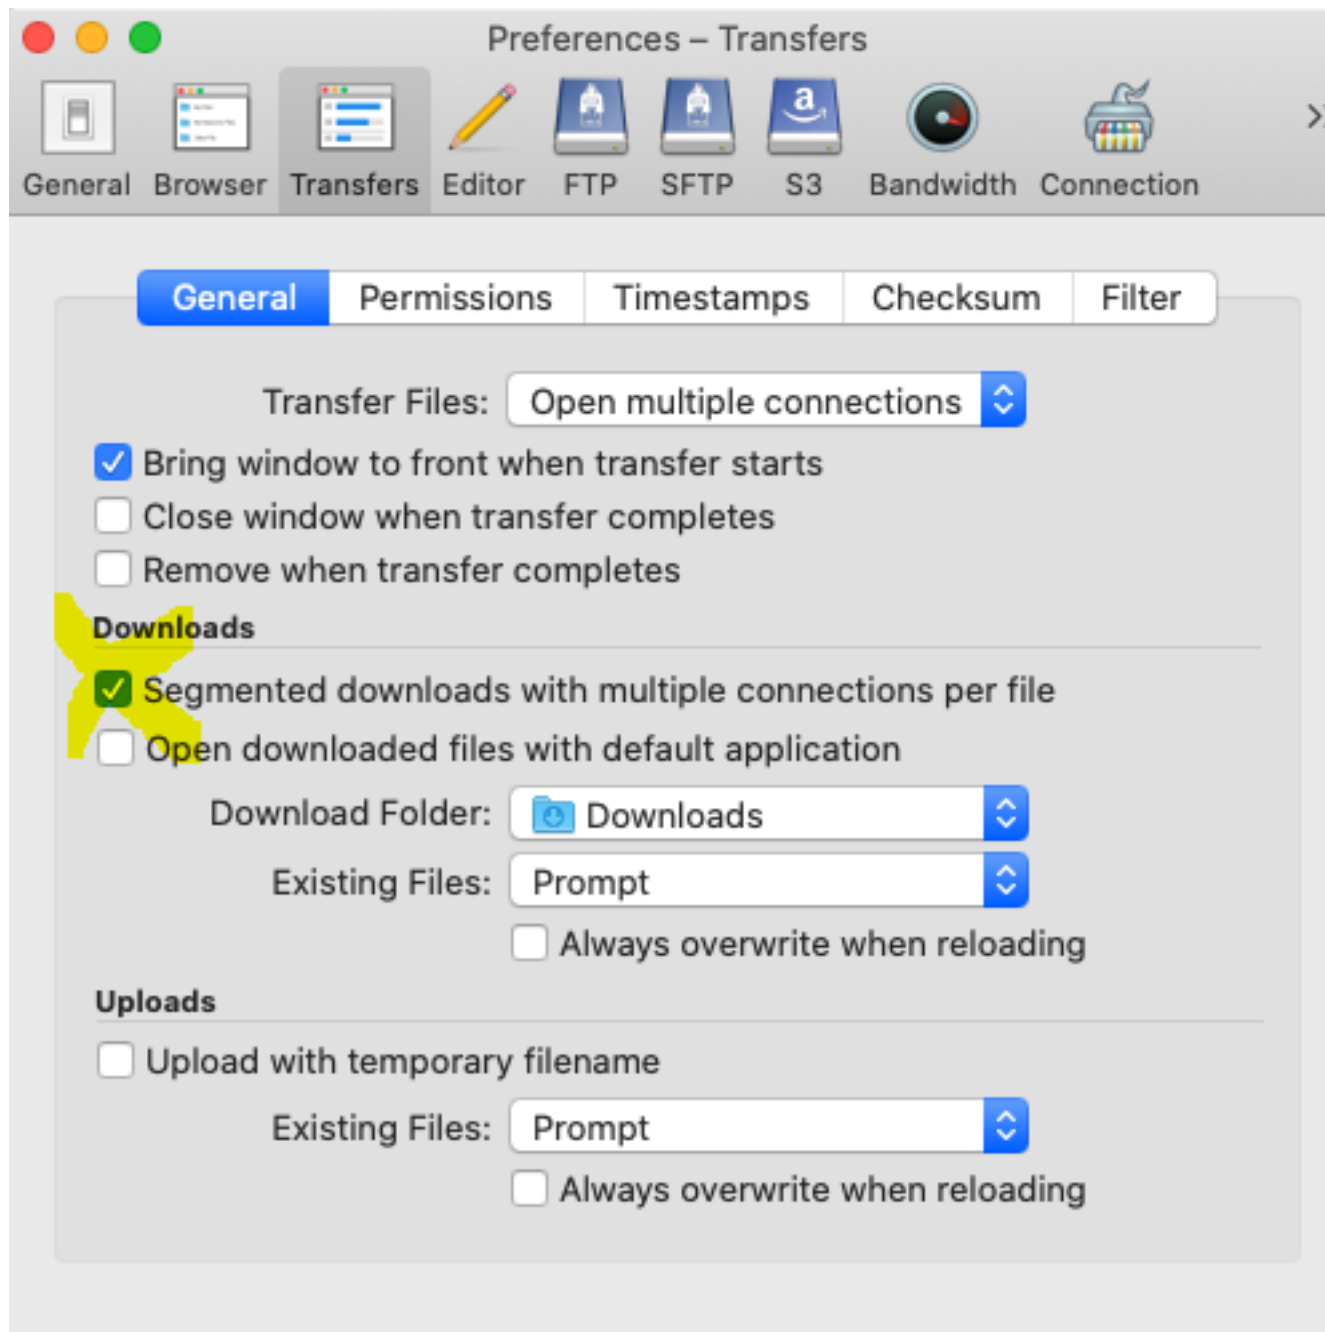 Preferences – Transfers
General Browser Transfers Editor FTP SFTP S3 Bandwidth Connection
General Permissions Timestamps Checksum Filter
Transfer Files: Open multiple connections
Bring window to front when transfer starts
Close window when transfer completes
Remove when transfer completes
Downloads
Segmented downloads with multiple connections per file
Open downloaded files with default application
Download Folder: Downloads
Existing Files: Prompt
Always overwrite when reloading
Uploads
Upload with temporary filename
Existing Files: Prompt
Always overwrite when reloading